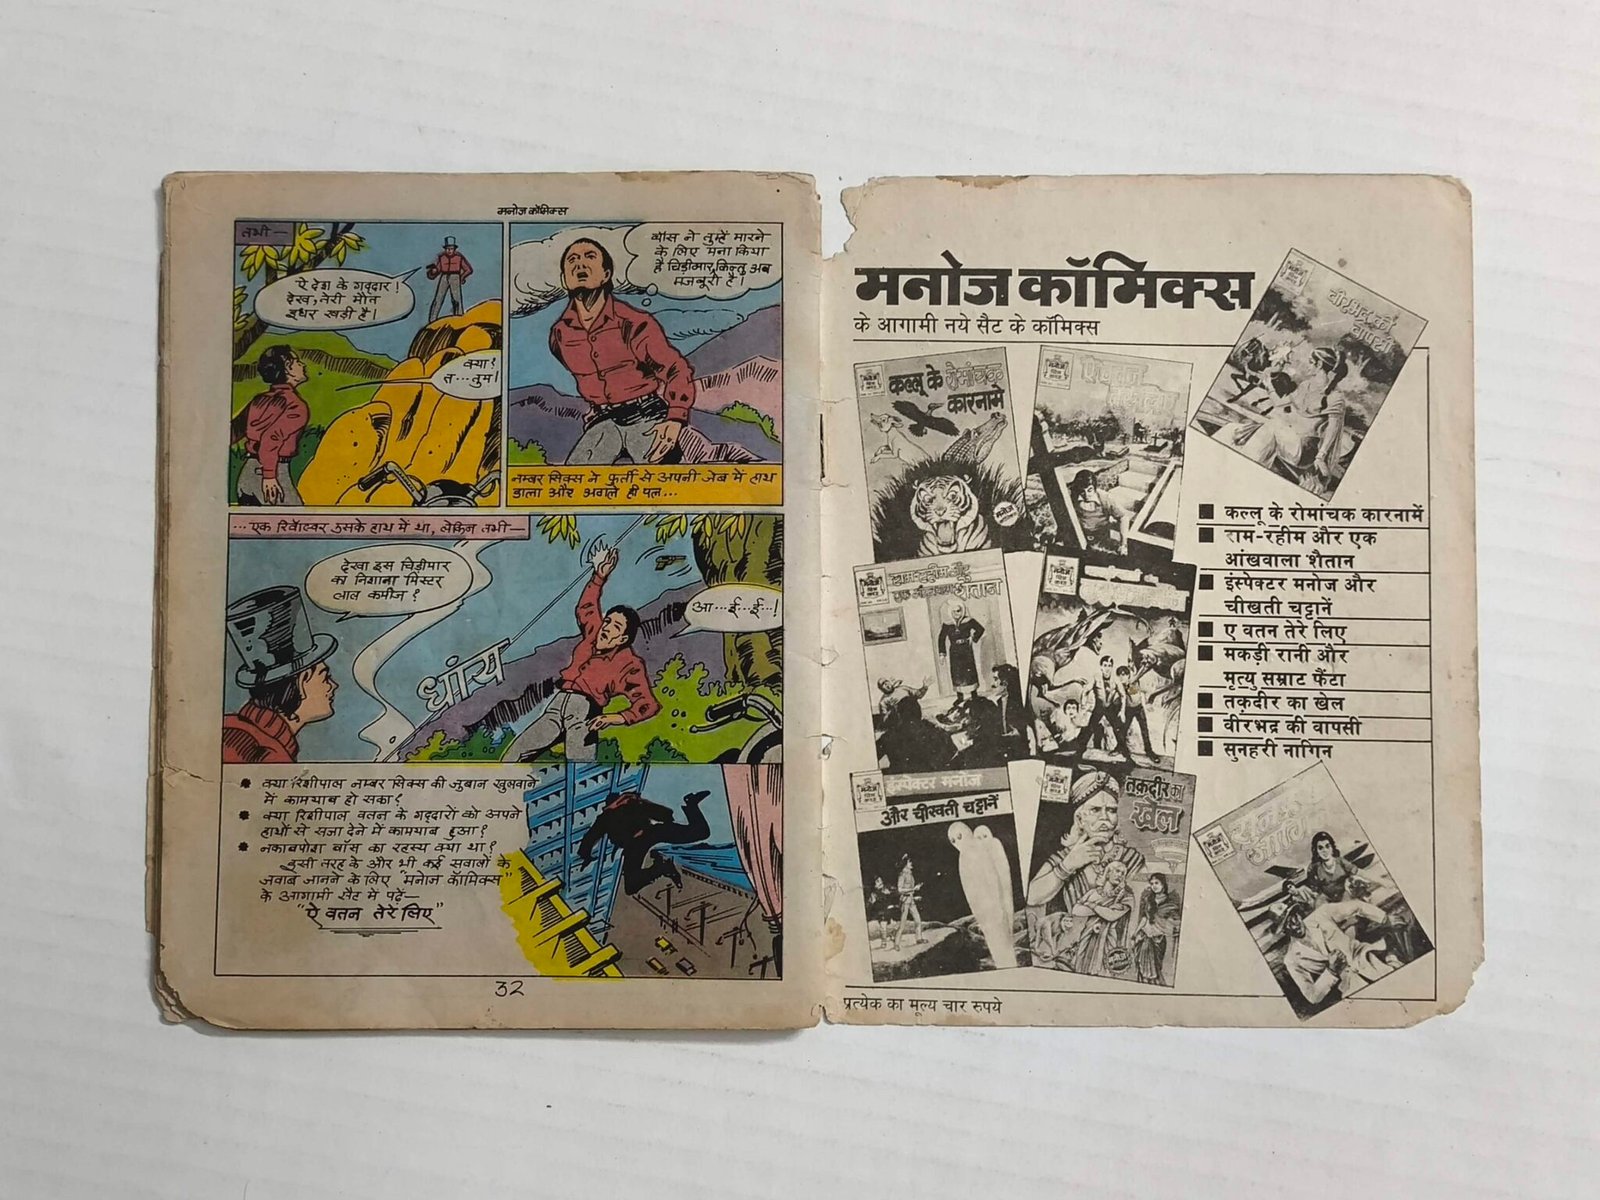 मनोज कॉमिक्स
तभी—
ऐ देश के गद्दार!
देख, तेरी मौत
इधर खड़ी है।
क्या?
त...तुम!
बॉस ने तुम्हें मारने
के लिए मना किया
है चिड़ीमार, किन्तु अब
मजबूरी है।
नम्बर सिक्स ने फुर्ती से अपनी जेब में हाथ
डाला और अगले ही पल...
...एक रिवॉल्वर उसके हाथ में था, लेकिन तभी—
देखा इस चिड़ीमार
का निशाना मिस्टर
लाल कमीज?
धांय
आ...ई...ई...!
* क्या रिशीपाल नम्बर सिक्स की जुबान खुलवाने
में कामयाब हो सका?
* क्या रिशीपाल वतन के गद्दारों को अपने
हाथों से सजा देने में कामयाब हुआ?
* नकाबपोश बॉस का रहस्य क्या था?
इसी तरह के और भी कई सवालों के
जवाब जानने के लिए "मनोज कॉमिक्स"
के आगामी सैट में पढ़ें—
"ऐ वतन तेरे लिए"
32
मनोज कॉमिक्स
के आगामी नये सैट के कॉमिक्स
कल्लू के रोमांचक
कारनामे
वीरभद्र की
वापसी
शैतान
इंस्पेक्टर मनोज
और चीखती चट्टानें
तक़दीर का
खेल
■ कल्लू के रोमांचक कारनामें
■ राम-रहीम और एक
आंखवाला शैतान
■ इंस्पेक्टर मनोज और
चीखती चट्टानें
■ ए वतन तेरे लिए
■ मकड़ी रानी और
मृत्यु सम्राट फैंटा
■ तकदीर का खेल
■ वीरभद्र की वापसी
■ सुनहरी नागिन
प्रत्येक का मूल्य चार रुपये